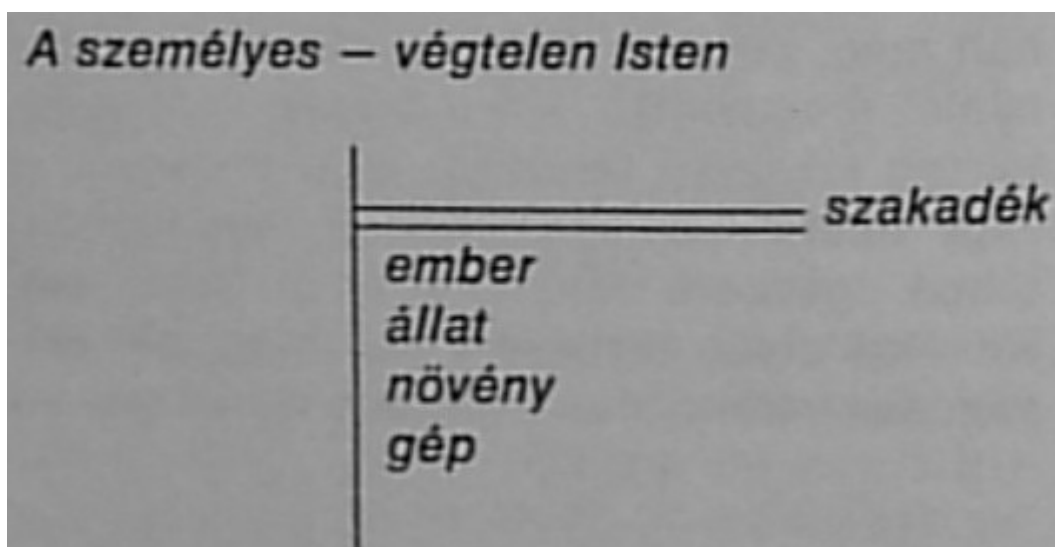 A személyes – végtelen Isten
szakadék
ember
állat
növény
gép